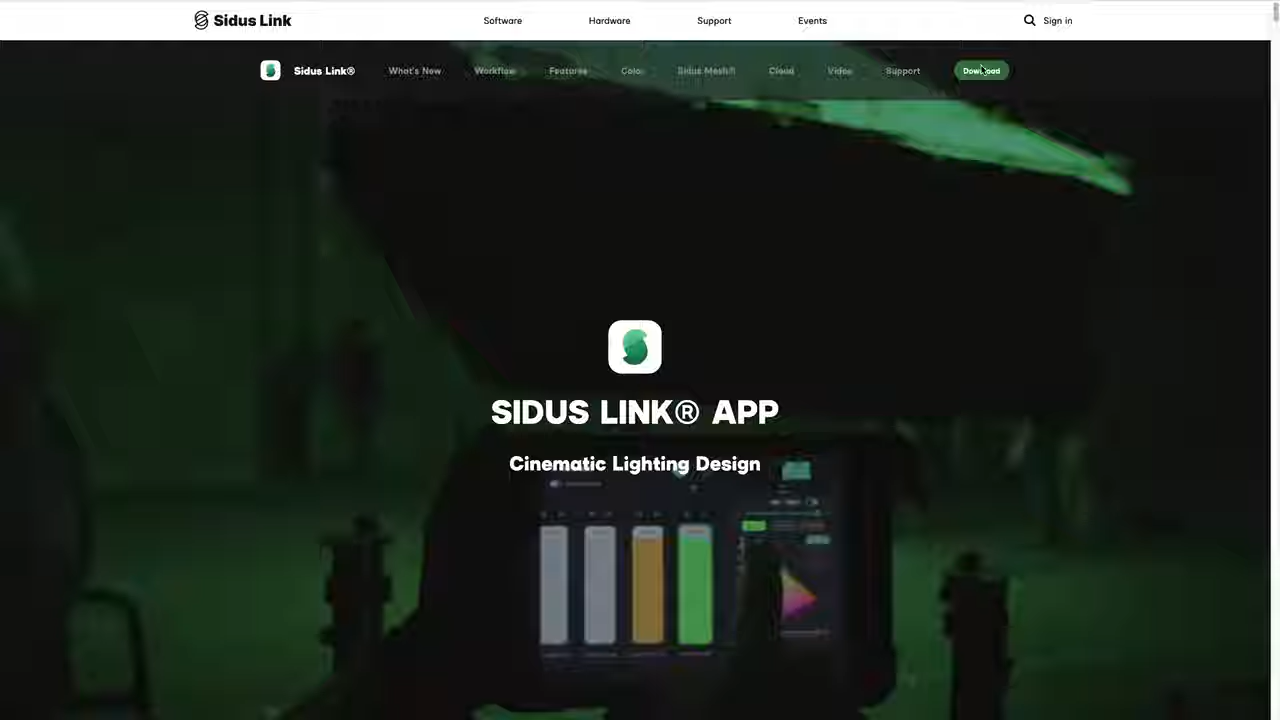 Sidus Link
Software
Hardware
Support
Events
Sign in
Sidus Link®
What's New
Workflow
Features
Color
Sidus Mesh®
Cloud
Video
Support
Download
SIDUS LINK® APP
Cinematic Lighting Design